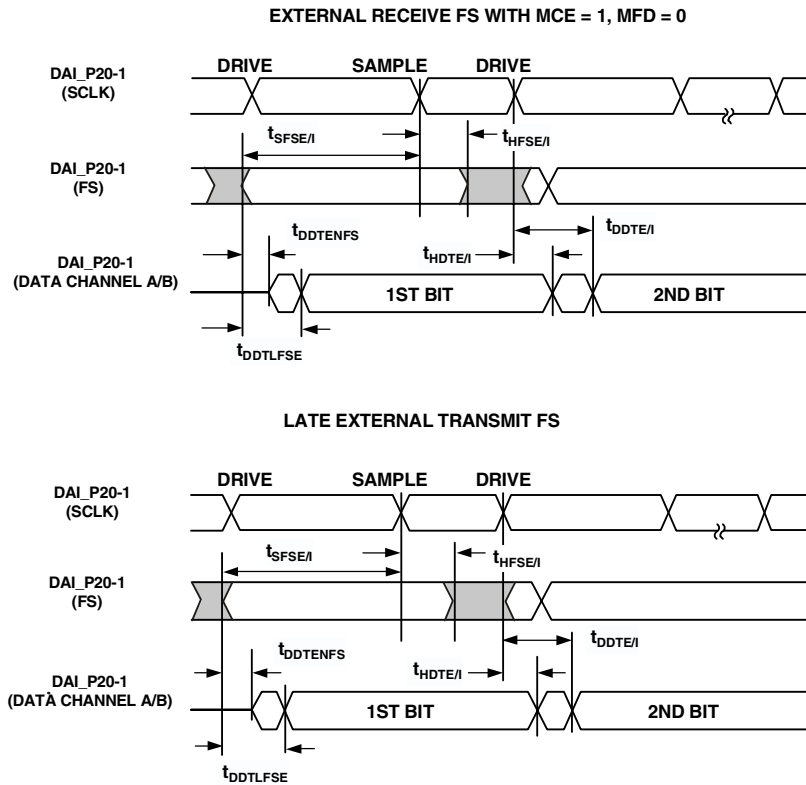 EXTERNAL RECEIVE FS WITH MCE = 1, MFD = 0
DRIVE SAMPLE DRIVE
DAI_P20-1
(SCLK)
tSFSE/I tHFSE/I
DAI_P20-1
(FS)
tDDTENFS tHDTE/I tDDTE/I
DAI_P20-1
(DATA CHANNEL A/B)
1ST BIT 2ND BIT
tDDTLFSE
LATE EXTERNAL TRANSMIT FS
DRIVE SAMPLE DRIVE
DAI_P20-1
(SCLK)
tSFSE/I tHFSE/I
DAI_P20-1
(FS)
tDDTENFS tHDTE/I tDDTE/I
DAI_P20-1
(DATA CHANNEL A/B)
1ST BIT 2ND BIT
tDDTLFSE